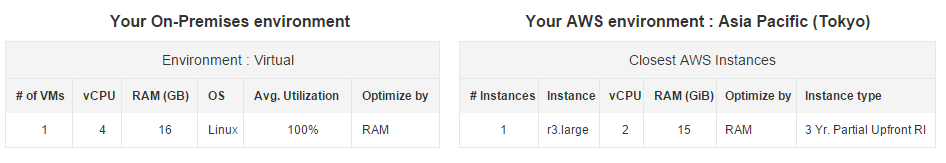 Your On-Premises environment
Environment : Virtual
# of VMs vCPU RAM (GB) OS Avg. Utilization Optimize by
1 4 16 Linux 100% RAM
Your AWS environment : Asia Pacific (Tokyo)
Closest AWS Instances
# Instances Instance vCPU RAM (GiB) Optimize by Instance type
1 r3.large 2 15 RAM 3 Yr. Partial Upfront RI